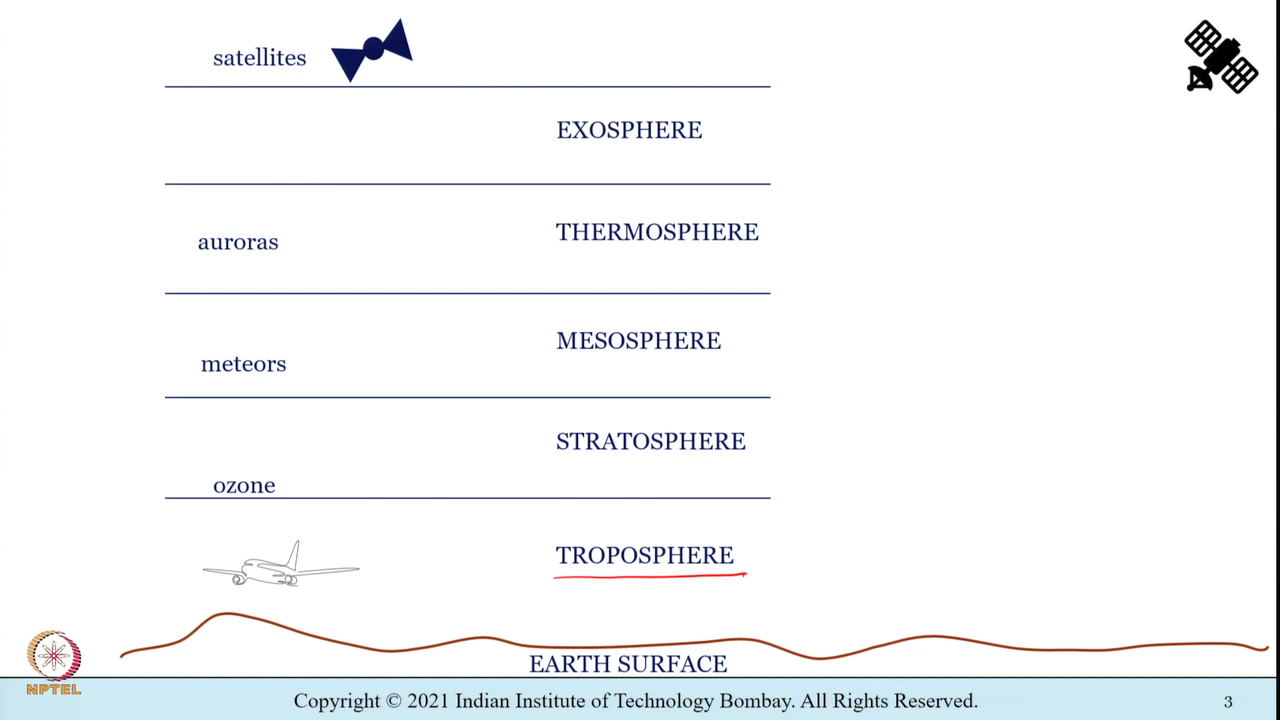 satellites
EXOSPHERE
THERMOSPHERE
auroras
MESOSPHERE
meteors
STRATOSPHERE
ozone
TROPOSPHERE
EARTH SURFACE
NPTEL
Copyright © 2021 Indian Institute of Technology Bombay. All Rights Reserved.
3